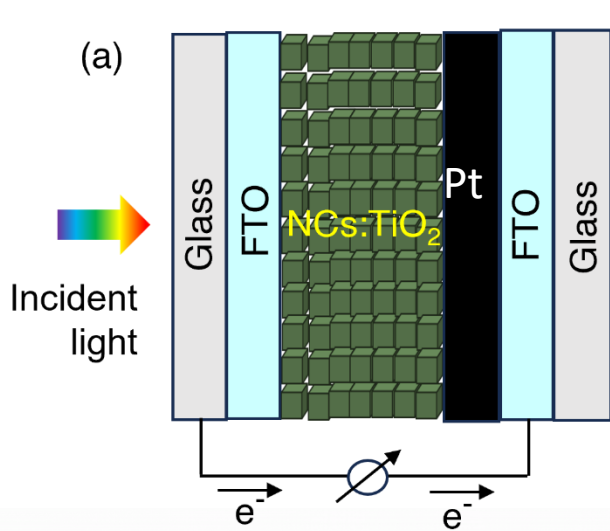 (a)
Incident
light
Glass
FTO
NCs:TiO₂
Pt
FTO
Glass
e⁻
e⁻